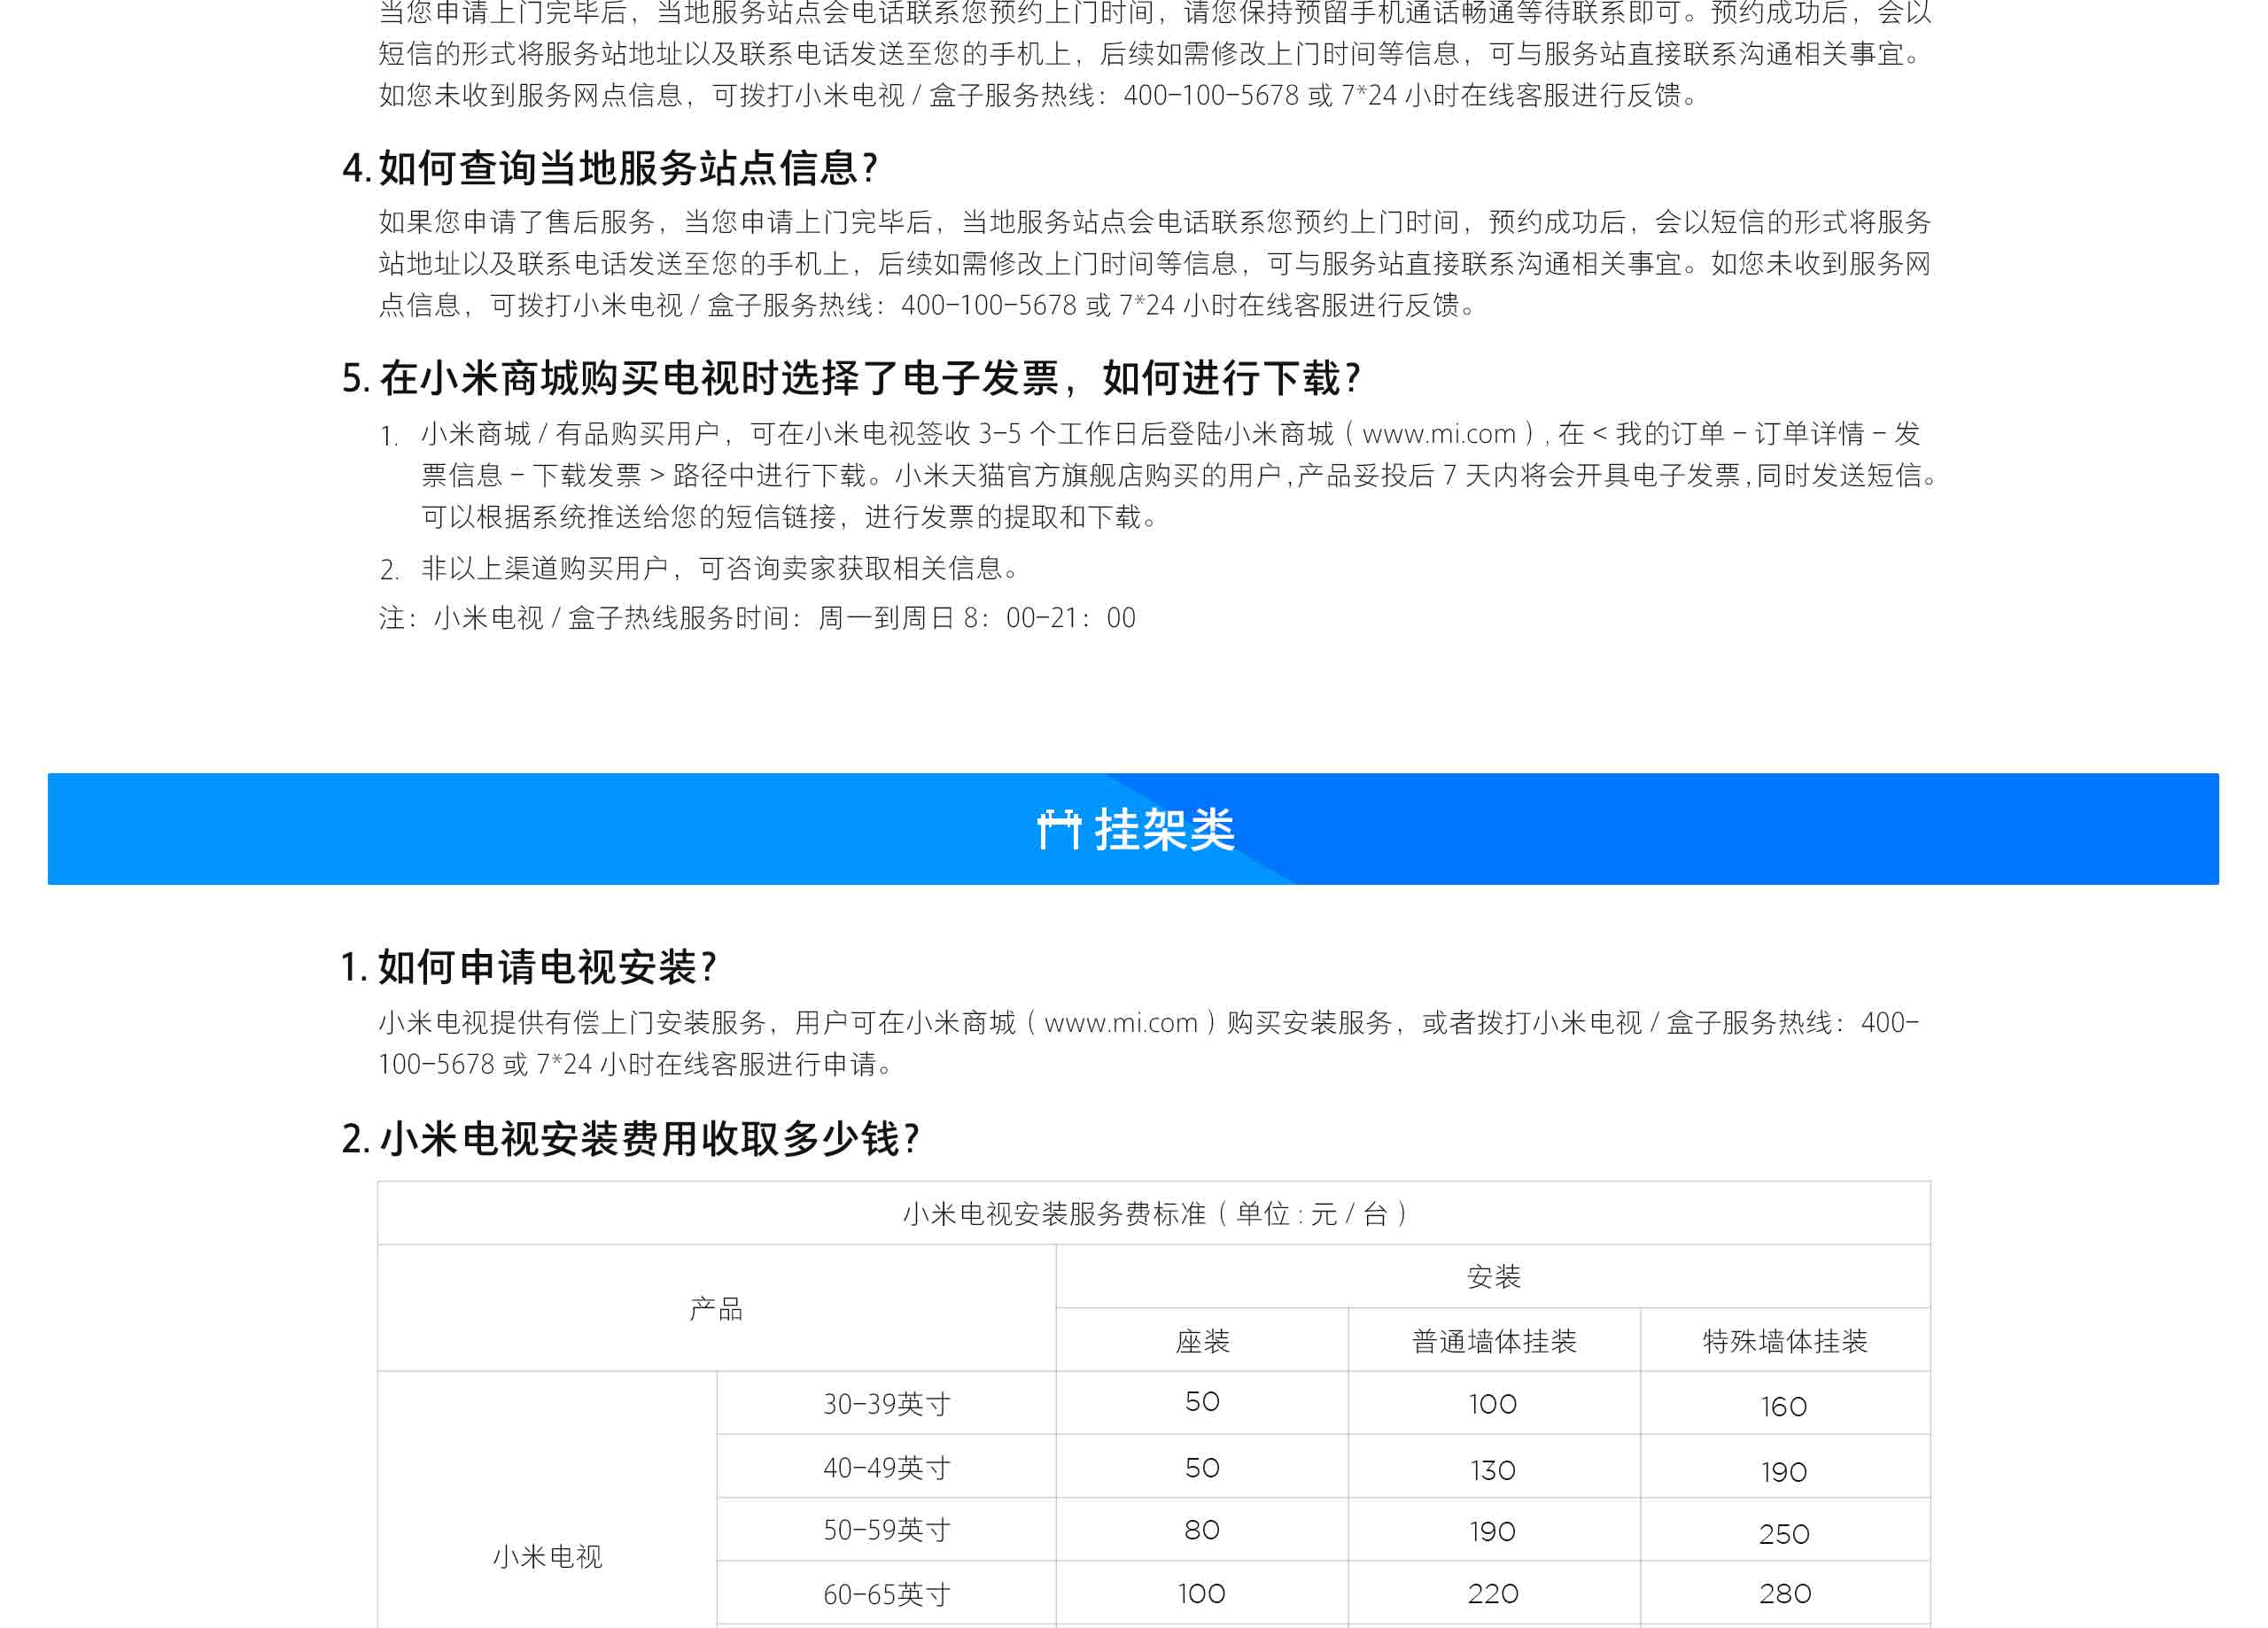 当您申请上门完毕后，当地服务站点会电话联系您预约上门时间，请您保持预留手机通话畅通等待联系即可。预约成功后，会以
短信的形式将服务站地址以及联系电话发送至您的手机上，后续如需修改上门时间等信息，可与服务站直接联系沟通相关事宜。
如您未收到服务网点信息，可拨打小米电视 / 盒子服务热线：400-100-5678 或 7*24 小时在线客服进行反馈。
4. 如何查询当地服务站点信息?
如果您申请了售后服务，当您申请上门完毕后，当地服务站点会电话联系您预约上门时间，预约成功后，会以短信的形式将服务
站地址以及联系电话发送至您的手机上，后续如需修改上门时间等信息，可与服务站直接联系沟通相关事宜。如您未收到服务网
点信息，可拨打小米电视 / 盒子服务热线：400-100-5678 或 7*24 小时在线客服进行反馈。
5. 在小米商城购买电视时选择了电子发票，如何进行下载?
1. 小米商城 / 有品购买用户，可在小米电视签收 3-5 个工作日后登陆小米商城（www.mi.com）, 在 < 我的订单 - 订单详情 - 发
票信息 - 下载发票 > 路径中进行下载。小米天猫官方旗舰店购买的用户,产品妥投后 7 天内将会开具电子发票,同时发送短信。
可以根据系统推送给您的短信链接，进行发票的提取和下载。
2. 非以上渠道购买用户，可咨询卖家获取相关信息。
注：小米电视 / 盒子热线服务时间：周一到周日 8：00-21：00
挂架类
1. 如何申请电视安装?
小米电视提供有偿上门安装服务，用户可在小米商城（www.mi.com）购买安装服务，或者拨打小米电视 / 盒子服务热线：400-
100-5678 或 7*24 小时在线客服进行申请。
2. 小米电视安装费用收取多少钱?
小米电视安装服务费标准（单位 : 元 / 台）
产品 安装
座装 普通墙体挂装 特殊墙体挂装
30-39英寸 50 100 160
40-49英寸 50 130 190
50-59英寸 80 190 250
小米电视
60-65英寸 100 220 280